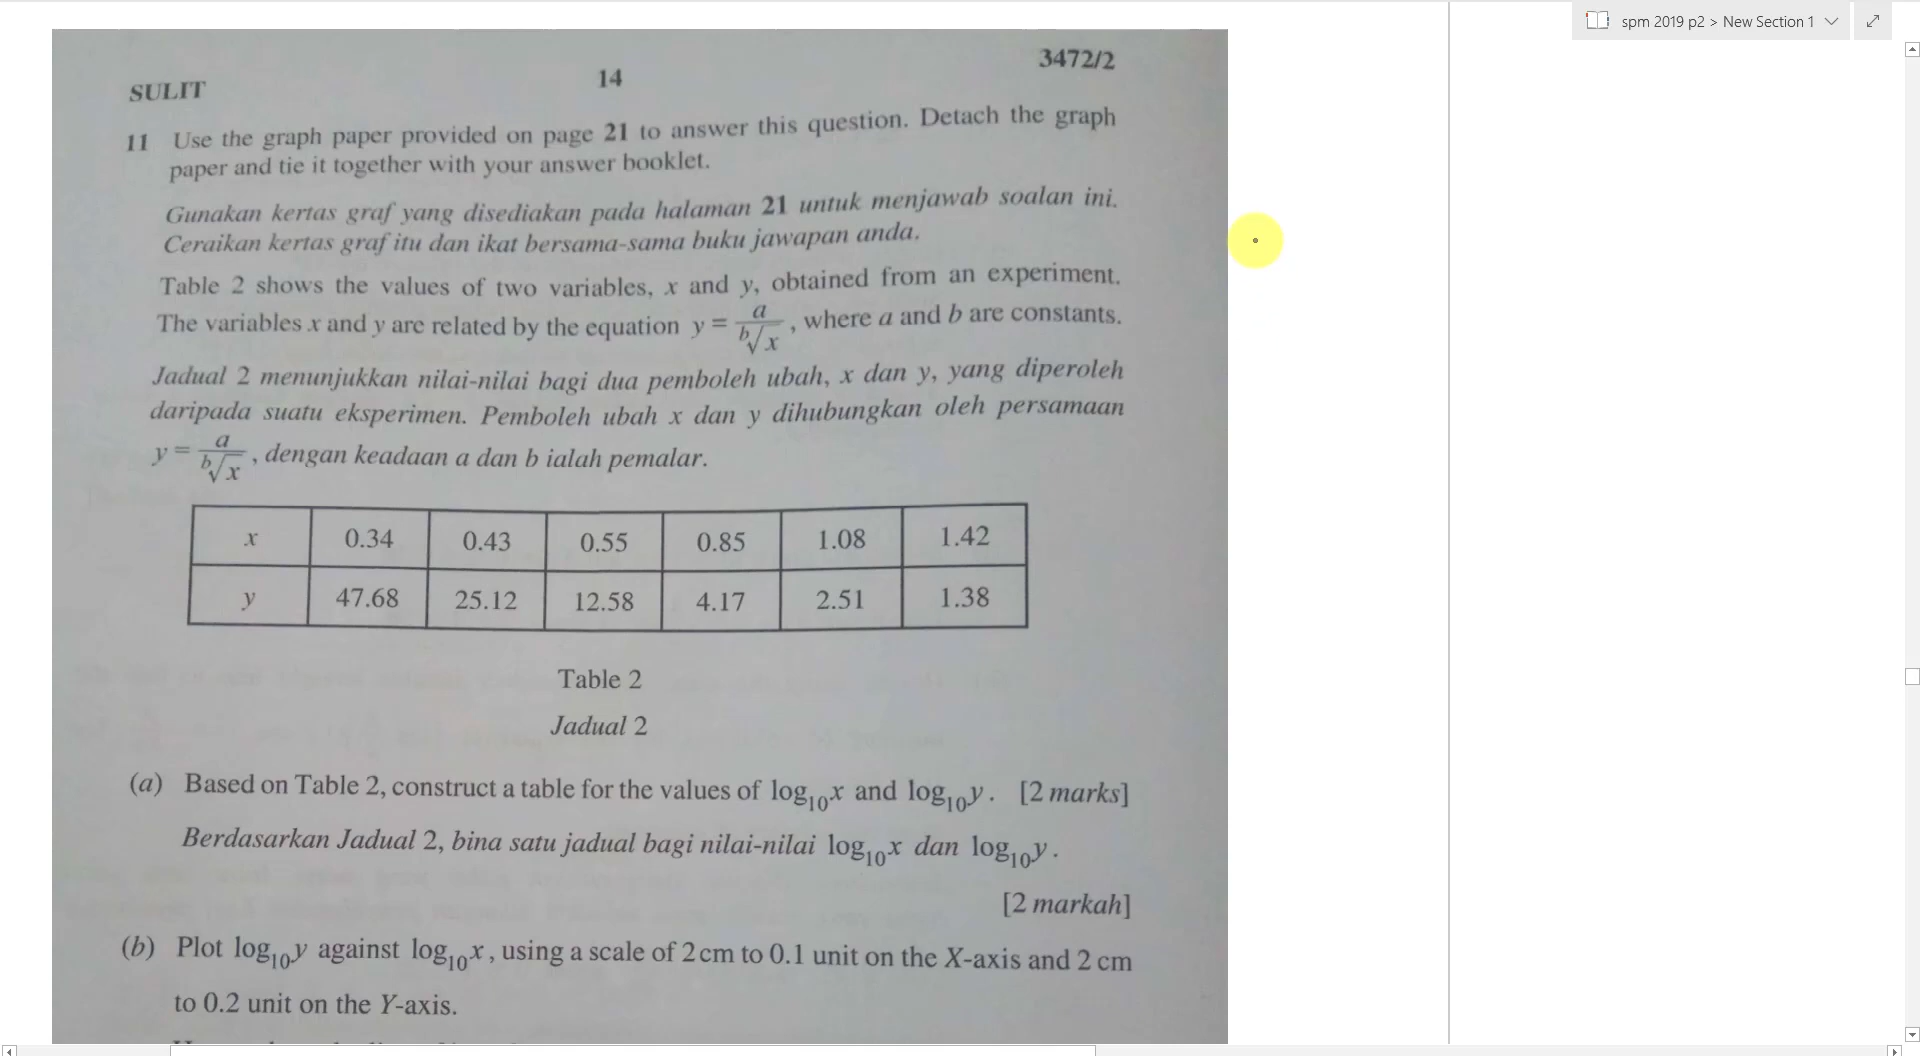 spm 2019 p2 > New Section 1
3472/2
SULIT
14
11 Use the graph paper provided on page 21 to answer this question. Detach the graph
paper and tie it together with your answer booklet.
Gunakan kertas graf yang disediakan pada halaman 21 untuk menjawab soalan ini.
Ceraikan kertas graf itu dan ikat bersama-sama buku jawapan anda.
Table 2 shows the values of two variables, x and y, obtained from an experiment.
The variables x and y are related by the equation y = a/ᵇ√x, where a and b are constants.
Jadual 2 menunjukkan nilai-nilai bagi dua pemboleh ubah, x dan y, yang diperoleh
daripada suatu eksperimen. Pemboleh ubah x dan y dihubungkan oleh persamaan
y = a/ᵇ√x, dengan keadaan a dan b ialah pemalar.
x 0.34 0.43 0.55 0.85 1.08 1.42
y 47.68 25.12 12.58 4.17 2.51 1.38
Table 2
Jadual 2
(a) Based on Table 2, construct a table for the values of log₁₀x and log₁₀y. [2 marks]
Berdasarkan Jadual 2, bina satu jadual bagi nilai-nilai log₁₀x dan log₁₀y.
[2 markah]
(b) Plot log₁₀y against log₁₀x, using a scale of 2 cm to 0.1 unit on the X-axis and 2 cm
to 0.2 unit on the Y-axis.